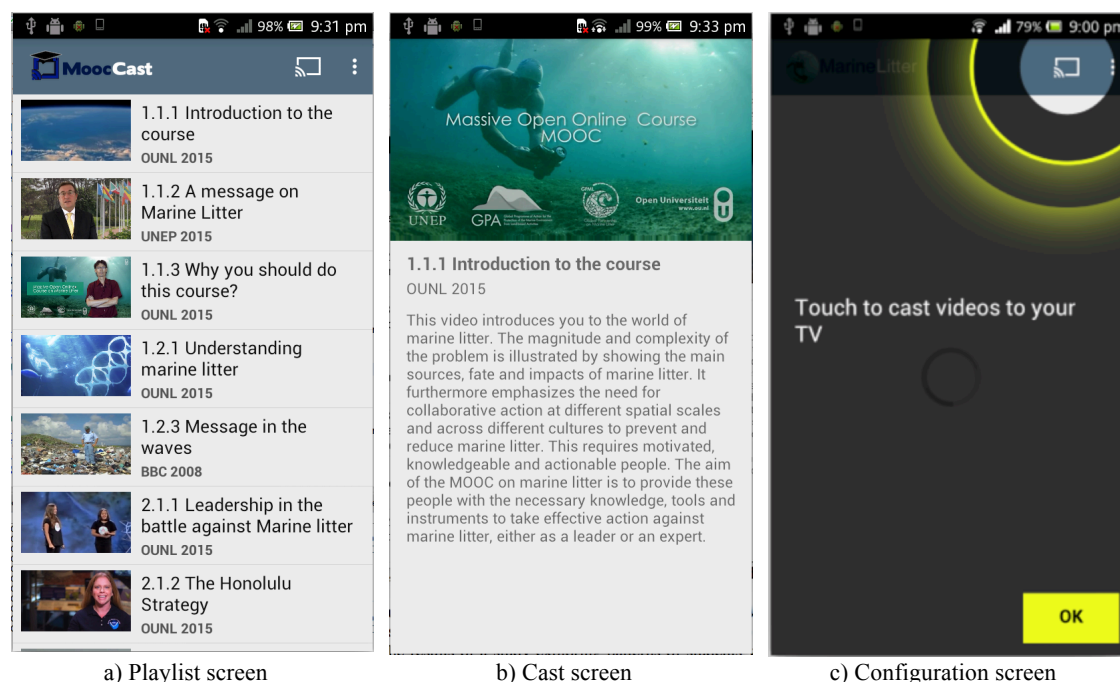 98% 9:31 pm
MoocCast
1.1.1 Introduction to the
course
OUNL 2015
1.1.2 A message on
Marine Litter
UNEP 2015
1.1.3 Why you should do
this course?
OUNL 2015
1.2.1 Understanding
marine litter
OUNL 2015
1.2.3 Message in the
waves
BBC 2008
2.1.1 Leadership in the
battle against Marine litter
OUNL 2015
2.1.2 The Honolulu
Strategy
OUNL 2015
a) Playlist screen
99% 9:33 pm
Massive Open Online Course
MOOC
UNEP
GPA
Open Universiteit
www.ou.nl
1.1.1 Introduction to the course
OUNL 2015
This video introduces you to the world of
marine litter. The magnitude and complexity of
the problem is illustrated by showing the main
sources, fate and impacts of marine litter. It
furthermore emphasizes the need for
collaborative action at different spatial scales
and across different cultures to prevent and
reduce marine litter. This requires motivated,
knowledgeable and actionable people. The aim
of the MOOC on marine litter is to provide these
people with the necessary knowledge, tools and
instruments to take effective action against
marine litter, either as a leader or an expert.
b) Cast screen
79% 9:00 pm
MarineLitter
Touch to cast videos to your
TV
OK
c) Configuration screen